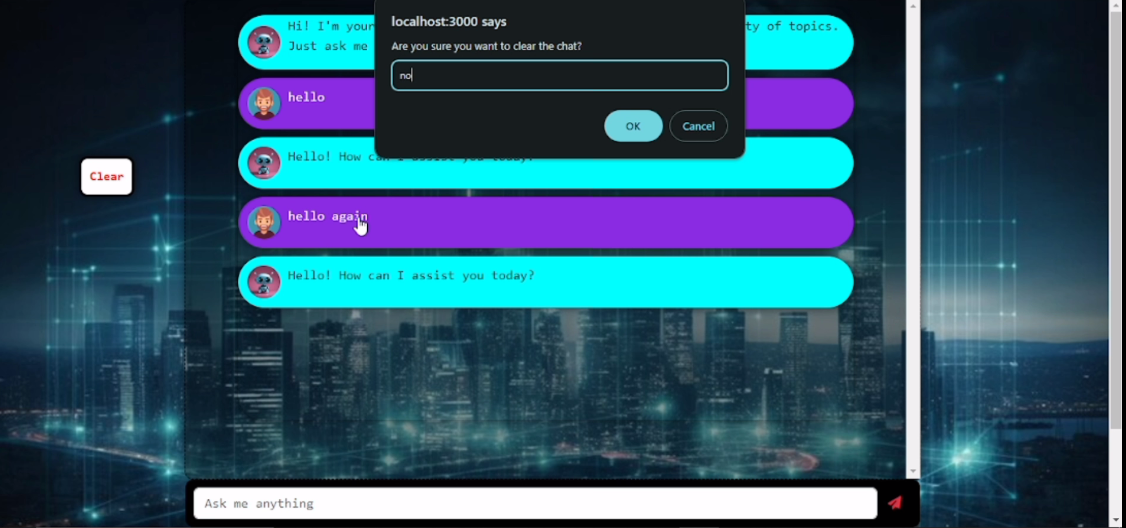 localhost:3000 says
Are you sure you want to clear the chat?
no
OK Cancel
Hi! I'm your ty of topics.
Just ask me
hello
Hello! How can I assist you today?
Clear
hello again
Hello! How can I assist you today?
Ask me anything